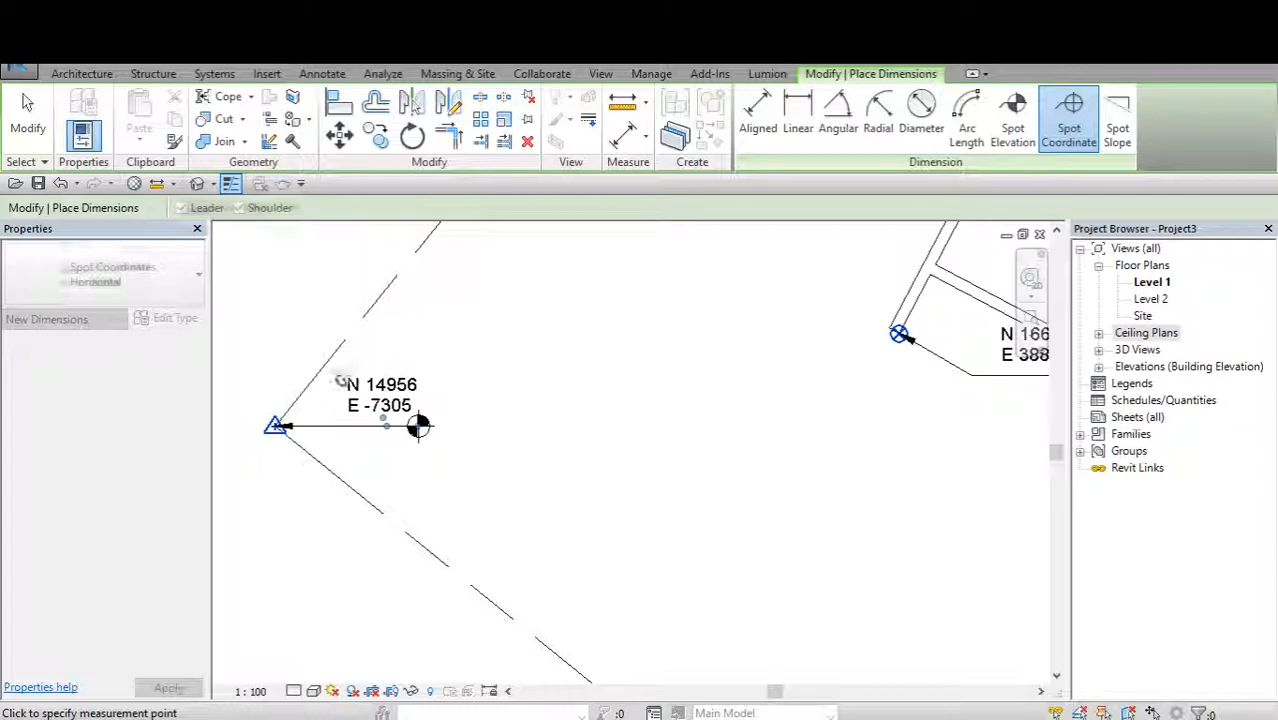 Architecture Structure Systems Insert Annotate Analyze Massing & Site Collaborate View Manage Add-Ins Lumion Modify | Place Dimensions
Modify
Paste
Cope
Cut
Join
Aligned Linear Angular Radial Diameter Arc Length Spot Elevation Spot Coordinate Spot Slope
Select Properties Clipboard Geometry Modify View Measure Create Dimension
Modify | Place Dimensions Leader Shoulder
Properties
Spot Coordinates
Horizontal
New Dimensions Edit Type
Properties help Apply
N 14956
E -7305
N 166
E 388
Project Browser - Project3
Views (all)
Floor Plans
Level 1
Level 2
Site
Ceiling Plans
3D Views
Elevations (Building Elevation)
Legends
Schedules/Quantities
Sheets (all)
Families
Groups
Revit Links
1 : 100
Click to specify measurement point
:0
Main Model
:0